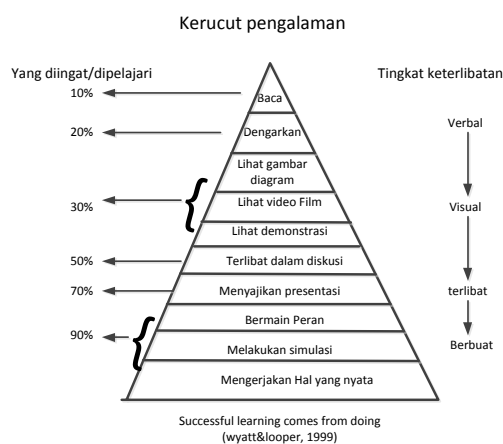 Kerucut pengalaman
Yang diingat/dipelajari
Tingkat keterlibatan
10%
Baca
20%
Dengarkan
Verbal
Lihat gambar
diagram
30%
Lihat video Film
Visual
Lihat demonstrasi
50%
Terlibat dalam diskusi
70%
Menyajikan presentasi
terlibat
Bermain Peran
90%
Melakukan simulasi
Berbuat
Mengerjakan Hal yang nyata
Successful learning comes from doing
(wyatt&looper, 1999)